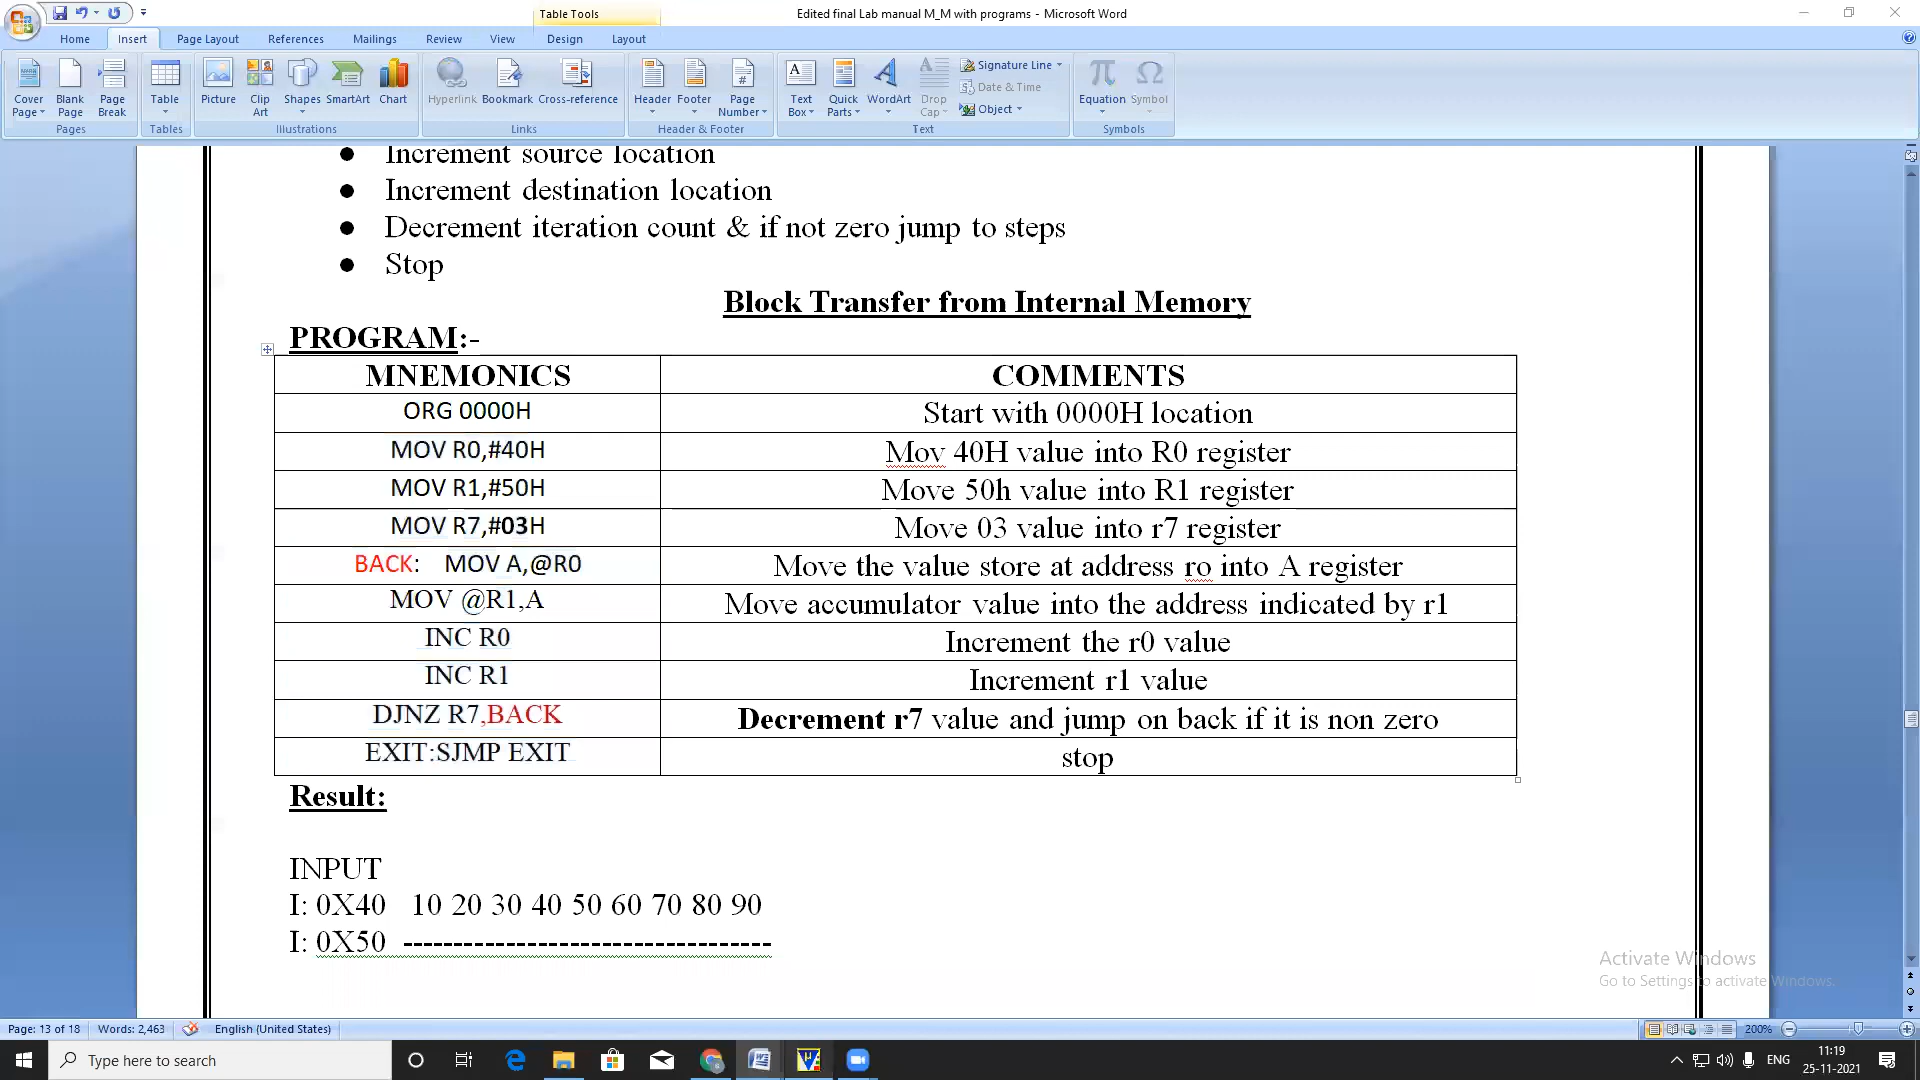 Table Tools
Edited final Lab manual M_M with programs - Microsoft Word
Home Insert Page Layout References Mailings Review View Design Layout
Cover Page Blank Page Page Break Table Picture Clip Art Shapes SmartArt Chart Hyperlink Bookmark Cross-reference Header Footer Page Number Text Box Quick Parts WordArt Drop Cap Signature Line Date & Time Object Equation Symbol
Pages Tables Illustrations Links Header & Footer Text Symbols
● Increment source location
● Increment destination location
● Decrement iteration count & if not zero jump to steps
● Stop
Block Transfer from Internal Memory
PROGRAM:-
MNEMONICS COMMENTS
ORG 0000H Start with 0000H location
MOV R0,#40H Mov 40H value into R0 register
MOV R1,#50H Move 50h value into R1 register
MOV R7,#03H Move 03 value into r7 register
BACK: MOV A,@R0 Move the value store at address ro into A register
MOV @R1,A Move accumulator value into the address indicated by r1
INC R0 Increment the r0 value
INC R1 Increment r1 value
DJNZ R7,BACK Decrement r7 value and jump on back if it is non zero
EXIT:SJMP EXIT stop
Result:
INPUT
I: 0X40 10 20 30 40 50 60 70 80 90
I: 0X50 -----------------------------------
Activate Windows
Go to Settings to activate Windows.
Page: 13 of 18 Words: 2,463 English (United States) 200%
Type here to search ENG 11:19
25-11-2021